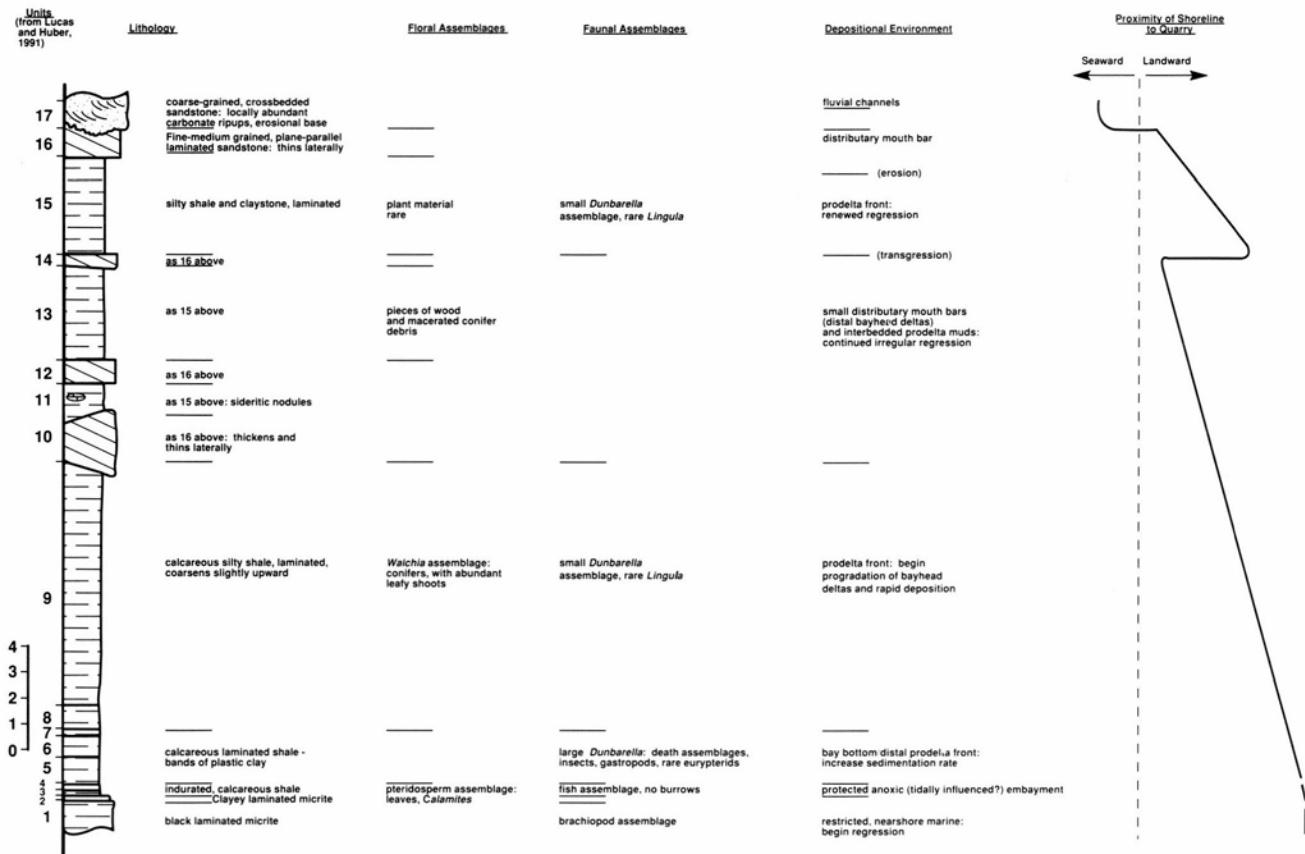 Units
(from Lucas
and Huber,
1991)
Lithology
Floral Assemblages
Faunal Assemblages
Depositional Environment
Proximity of Shoreline
to Quarry
Seaward
Landward
17
coarse-grained, crossbedded
sandstone: locally abundant
carbonate ripups, erosional base
fluvial channels
16
Fine-medium grained, plane-parallel
laminated sandstone: thins laterally
distributary mouth bar
(erosion)
15
silty shale and claystone, laminated
plant material
rare
small Dunbarella
assemblage, rare Lingula
prodelta front:
renewed regression
14
as 16 above
(transgression)
13
as 15 above
pieces of wood
and macerated conifer
debris
small distributary mouth bars
(distal bayhead deltas)
and interbedded prodelta muds:
continued irregular regression
12
as 16 above
11
as 15 above: sideritic nodules
10
as 16 above: thickens and
thins laterally
9
calcareous silty shale, laminated,
coarsens slightly upward
Walchia assemblage:
conifers, with abundant
leafy shoots
small Dunbarella
assemblage, rare Lingula
prodelta front: begin
progradation of bayhead
deltas and rapid deposition
4
3
2
1
0
8
7
6
5
calcareous laminated shale -
bands of plastic clay
large Dunbarella: death assemblages,
insects, gastropods, rare eurypterids
bay bottom distal prodelta front:
increase sedimentation rate
4
3
2
indurated, calcareous shale
Clayey laminated micrite
pteridosperm assemblage:
leaves, Calamites
fish assemblage, no burrows
protected anoxic (tidally influenced?) embayment
1
black laminated micrite
brachiopod assemblage
restricted, nearshore marine:
begin regression